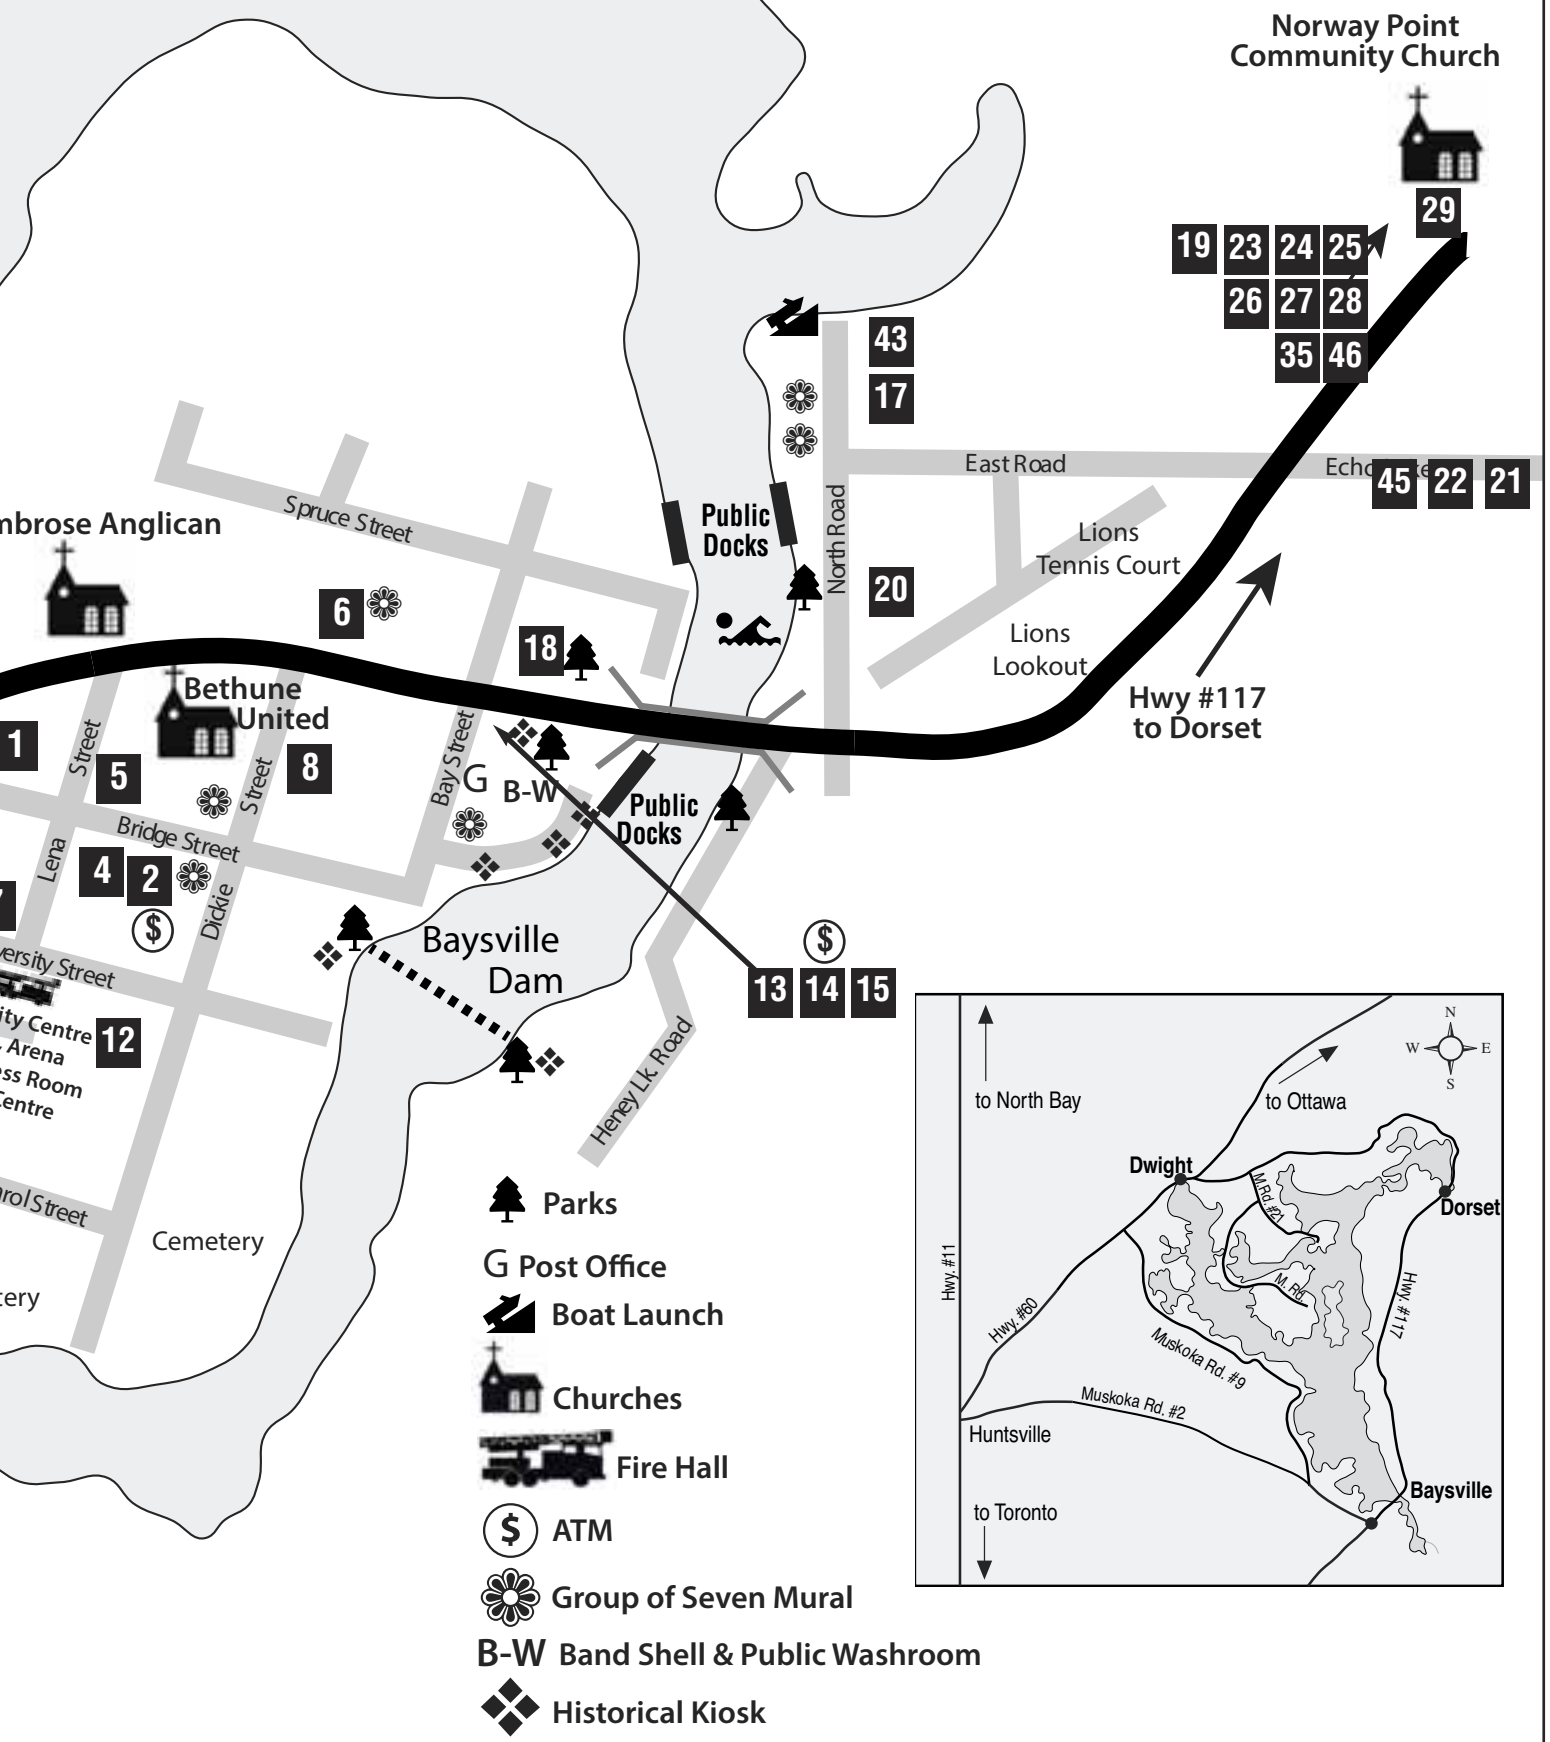 Norway Point
Community Church
29
19 23 24 25
26 27 28
35 46
43
17
East Road
45 22 21
Spruce Street
Public
Docks
North Road
Lions
Tennis Court
mbrose Anglican
6
20
18
Lions
Lookout
Hwy #117
to Dorset
Bethune
United
1
Street
5
Street
8
Bay Street
G
B-W
Public
Docks
Bridge Street
Lena
4 2
$
Dickie
Baysville
Dam
ersity Street
$
13 14 15
ity Centre
, Arena
ess Room
Centre
12
Heney Lk. Road
rol Street
Cemetery
tery
Parks
G Post Office
Boat Launch
Churches
Fire Hall
$ ATM
Group of Seven Mural
B-W Band Shell & Public Washroom
Historical Kiosk
N
W E
S
to North Bay
to Ottawa
Dwight
M.Rd. #21
Dorset
Hwy. #11
Hwy. #60
M. Rd.
Hwy. #117
Muskoka Rd. #9
Muskoka Rd. #2
Huntsville
Baysville
to Toronto